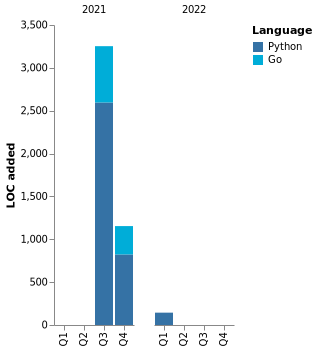 2021
2022
Language
Python
Go
LOC added
3,500
3,000
2,500
2,000
1,500
1,000
500
0
Q1 Q2 Q3 Q4
Q1 Q2 Q3 Q4